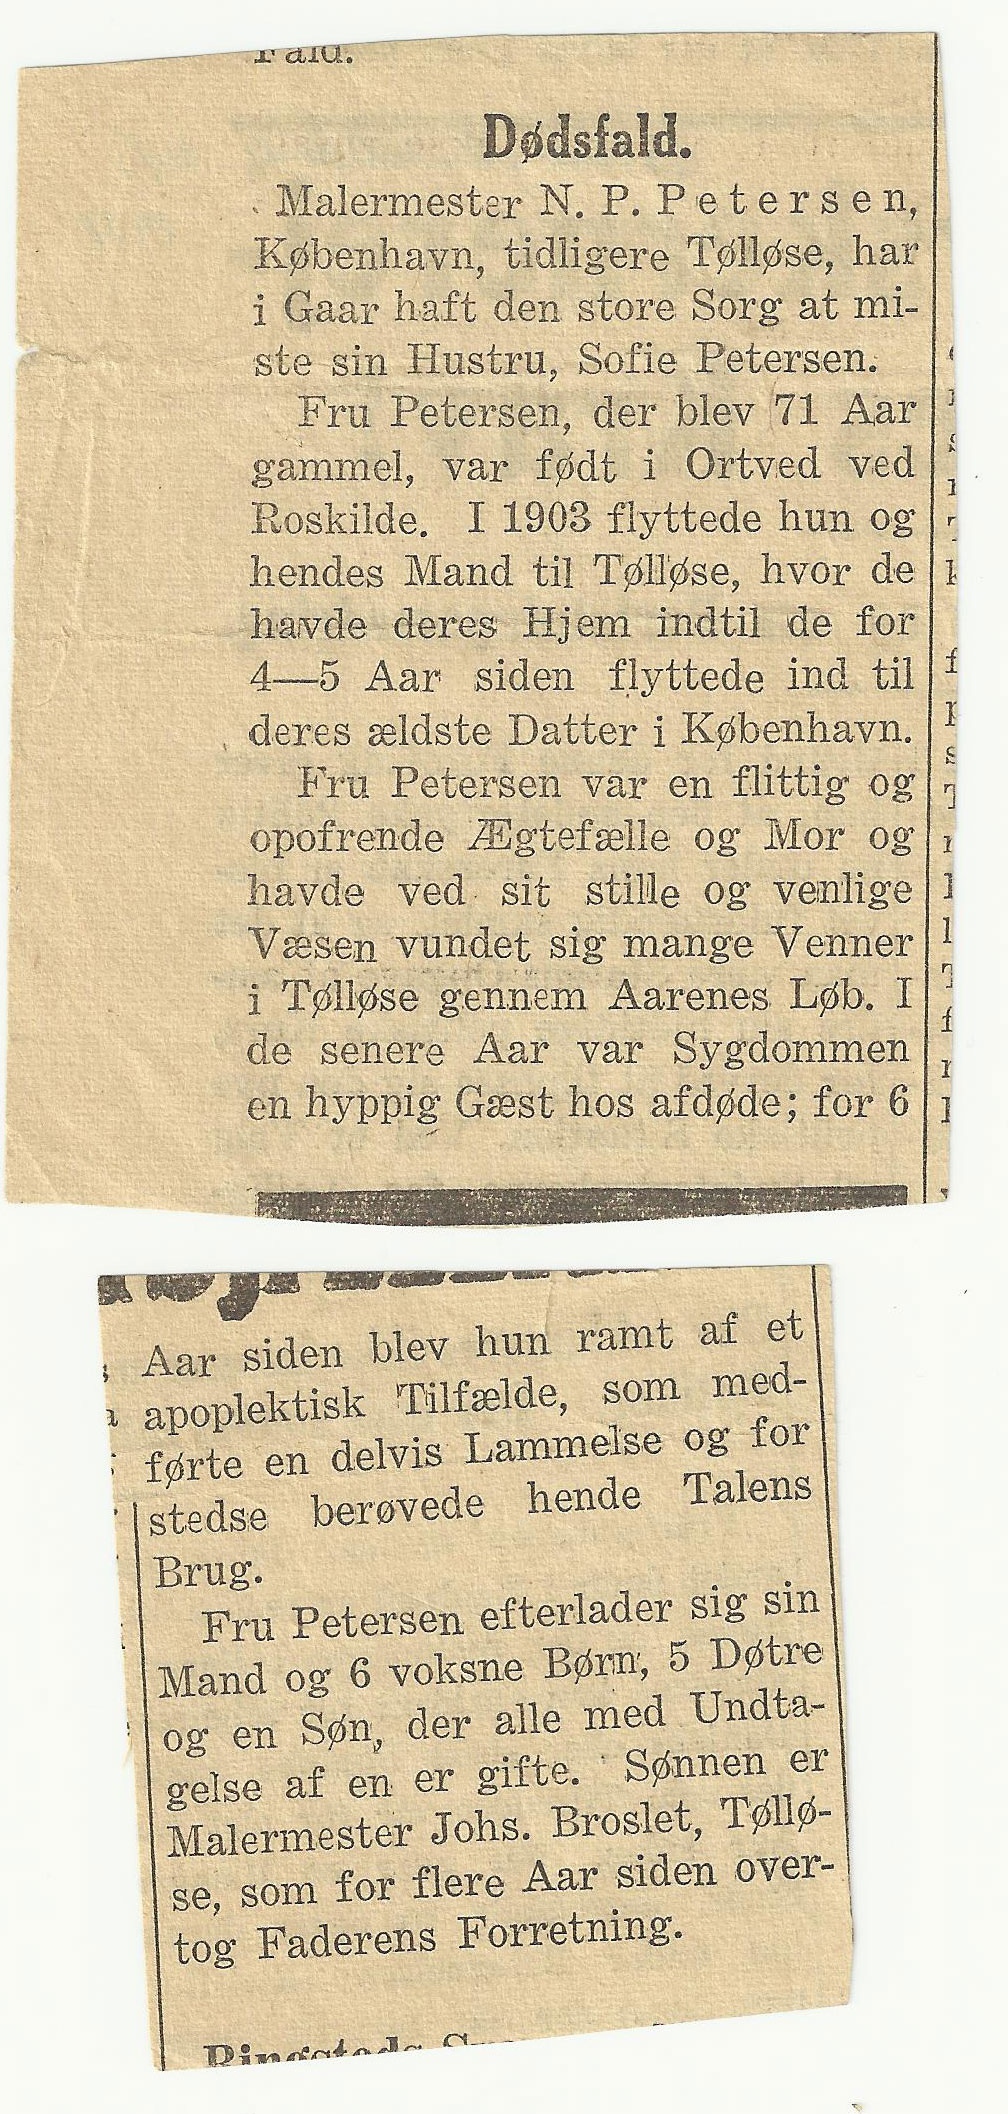 Fald.
Dødsfald.
Malermester N. P. Petersen,
København, tidligere Tølløse, har
i Gaar haft den store Sorg at mi-
ste sin Hustru, Sofie Petersen.
Fru Petersen, der blev 71 Aar
gammel, var født i Ortved ved
Roskilde. I 1903 flyttede hun og
hendes Mand til Tølløse, hvor de
havde deres Hjem indtil de for
4—5 Aar siden flyttede ind til
deres ældste Datter i København.
Fru Petersen var en flittig og
opofrende Ægtefælle og Mor og
havde ved sit stille og venlige
Væsen vundet sig mange Venner
i Tølløse gennem Aarenes Løb. I
de senere Aar var Sygdommen
en hyppig Gæst hos afdøde; for 6
Aar siden blev hun ramt af et
apoplektisk Tilfælde, som med-
førte en delvis Lammelse og for
stedse berøvede hende Talens
Brug.
Fru Petersen efterlader sig sin
Mand og 6 voksne Børn, 5 Døtre
og en Søn, der alle med Undta-
gelse af en er gifte. Sønnen er
Malermester Johs. Broslet, Tøllø-
se, som for flere Aar siden over-
tog Faderens Forretning.
Ringsteds